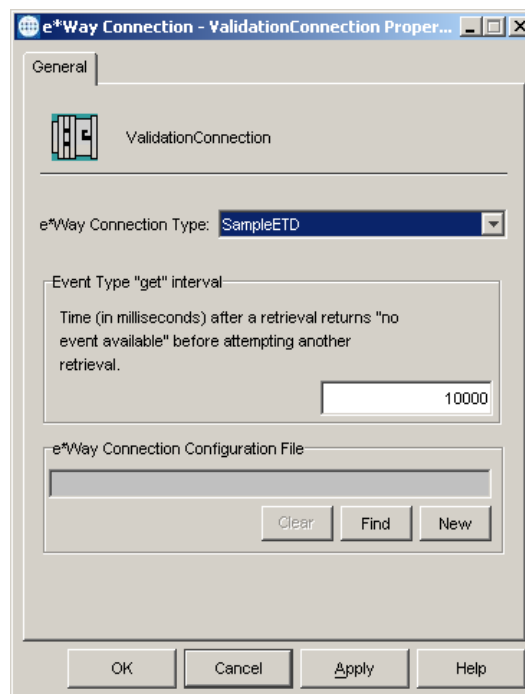 e*Way Connection - ValidationConnection Proper...
General
ValidationConnection
e*Way Connection Type: SampleETD
Event Type "get" interval
Time (in milliseconds) after a retrieval returns "no
event available" before attempting another
retrieval.
10000
e*Way Connection Configuration File
Clear Find New
OK Cancel Apply Help